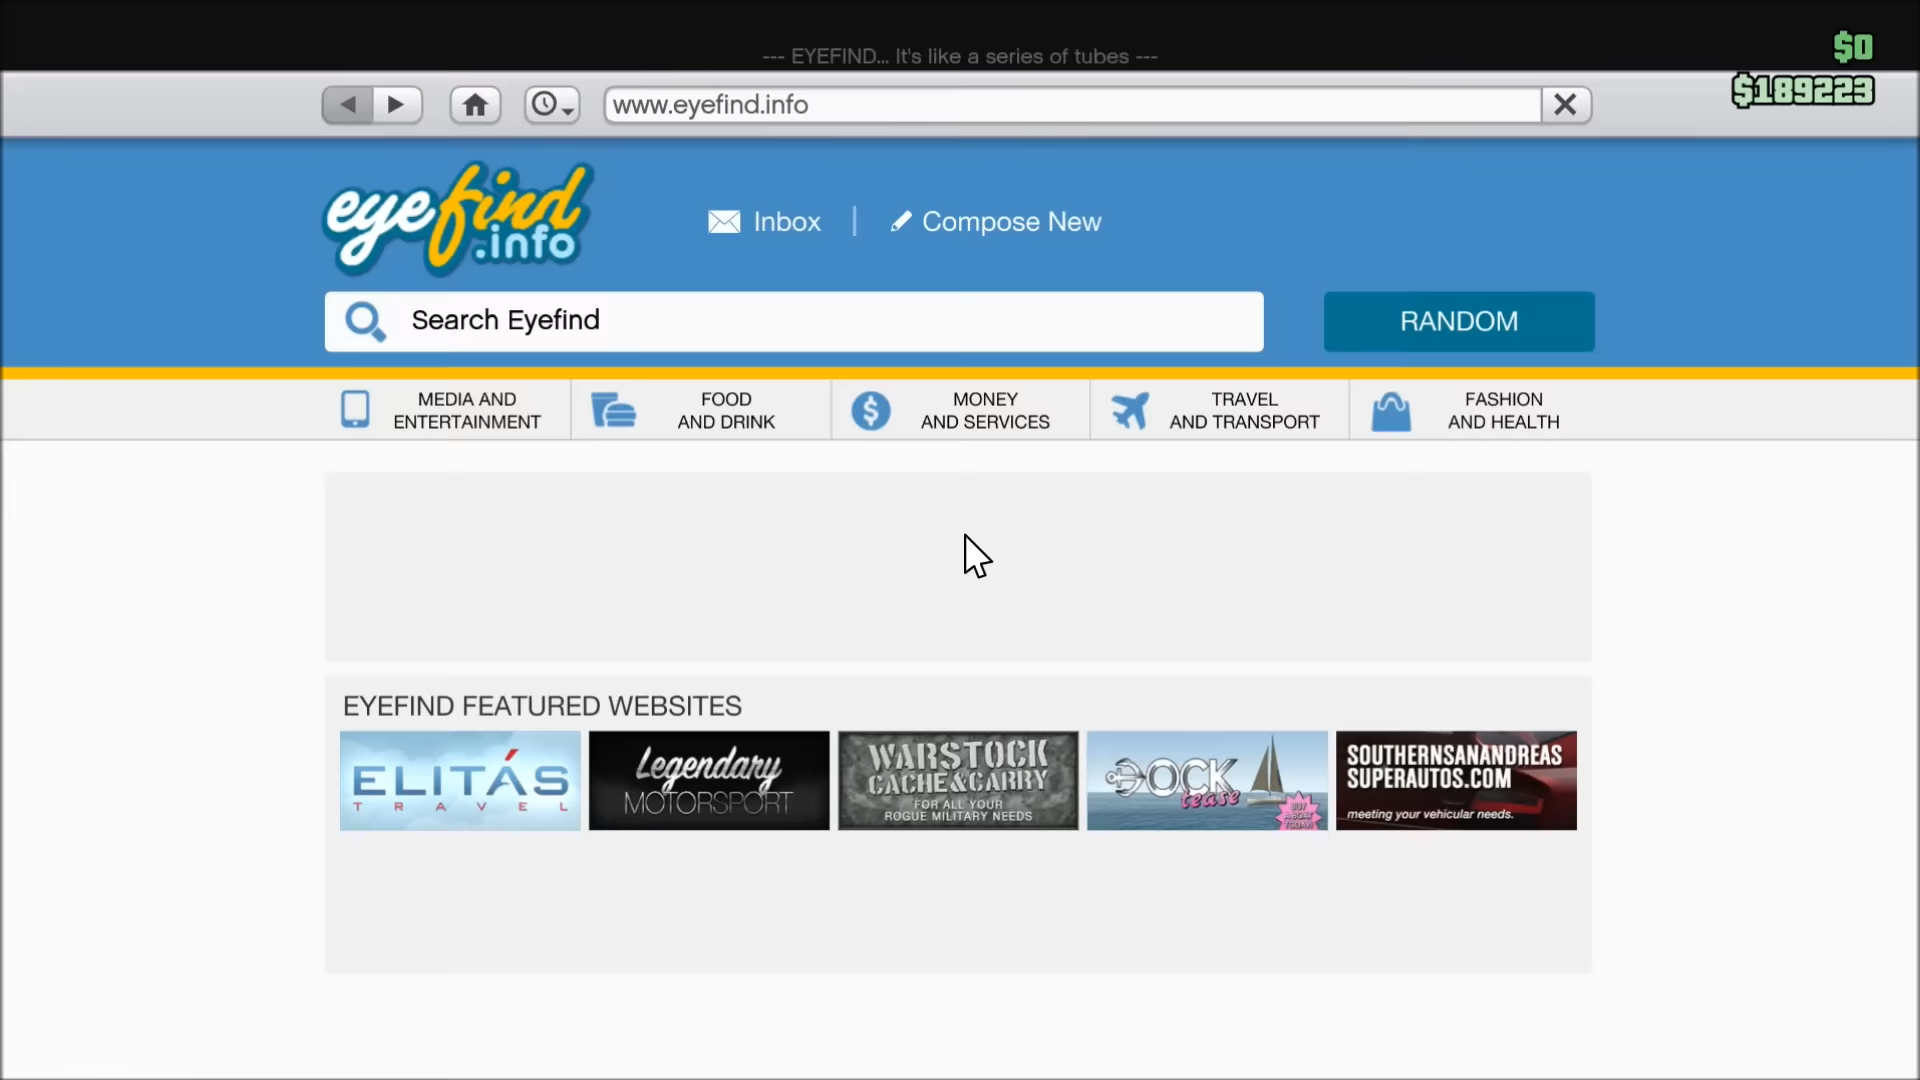 --- EYEFIND... It's like a series of tubes ---
$0
$189223
www.eyefind.info
eyefind
.info
Inbox
Compose New
Search Eyefind
RANDOM
MEDIA AND
ENTERTAINMENT
FOOD
AND DRINK
MONEY
AND SERVICES
TRAVEL
AND TRANSPORT
FASHION
AND HEALTH
EYEFIND FEATURED WEBSITES
ELITÁS
TRAVEL
Legendary
MOTORSPORT
WARSTOCK
CACHE&CARRY
FOR ALL YOUR
ROGUE MILITARY NEEDS
DOCK
tease
BUY
A BOAT
TODAY!
SOUTHERNSANANDREAS
SUPERAUTOS.COM
meeting your vehicular needs.